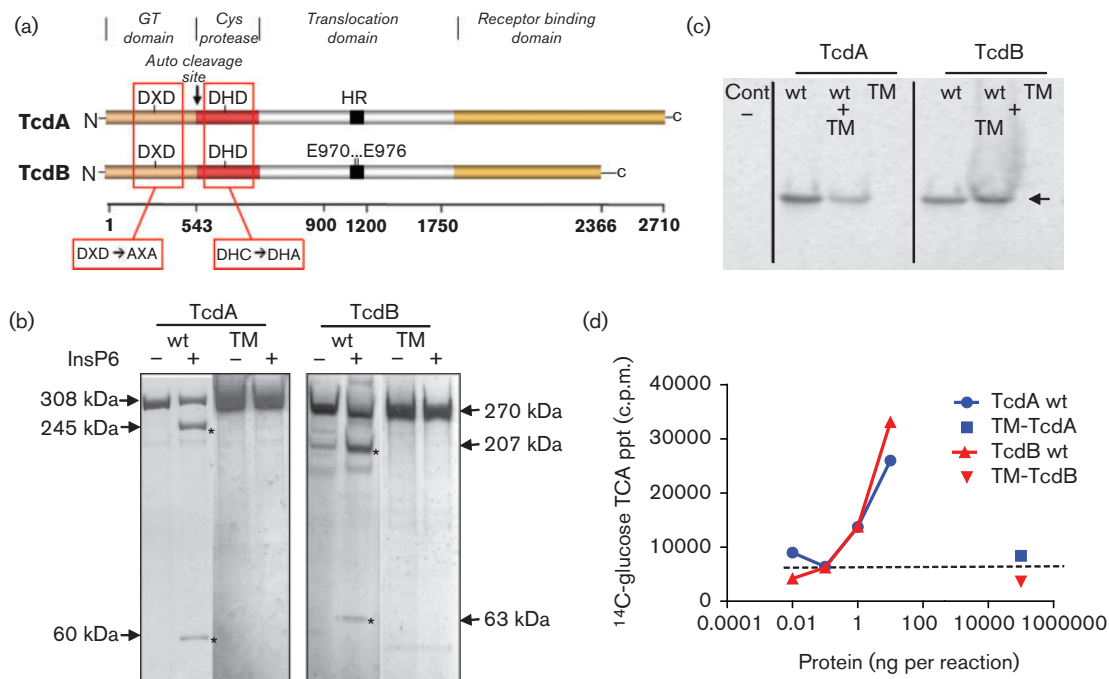 (a)
GT domain | Cys protease | Translocation domain | Receptor binding domain
Auto cleavage site
DXD DHD HR
TcdA N C
DXD DHD E970...E976
TcdB N C
1 543 900 1200 1750 2366 2710
DXD → AXA
DHC → DHA
(b)
TcdA TcdB
wt TM wt TM
InsP6 – + – + – + – +
308 kDa
245 kDa *
60 kDa *
270 kDa
207 kDa *
63 kDa *
(c)
TcdA TcdB
Cont – wt wt + TM TM wt wt + TM TM
(d)
¹⁴C-glucose TCA ppt (c.p.m.)
40000
30000
20000
10000
0
0.0001 0.01 1 100 10000 1000000
Protein (ng per reaction)
TcdA wt
TM-TcdA
TcdB wt
TM-TcdB